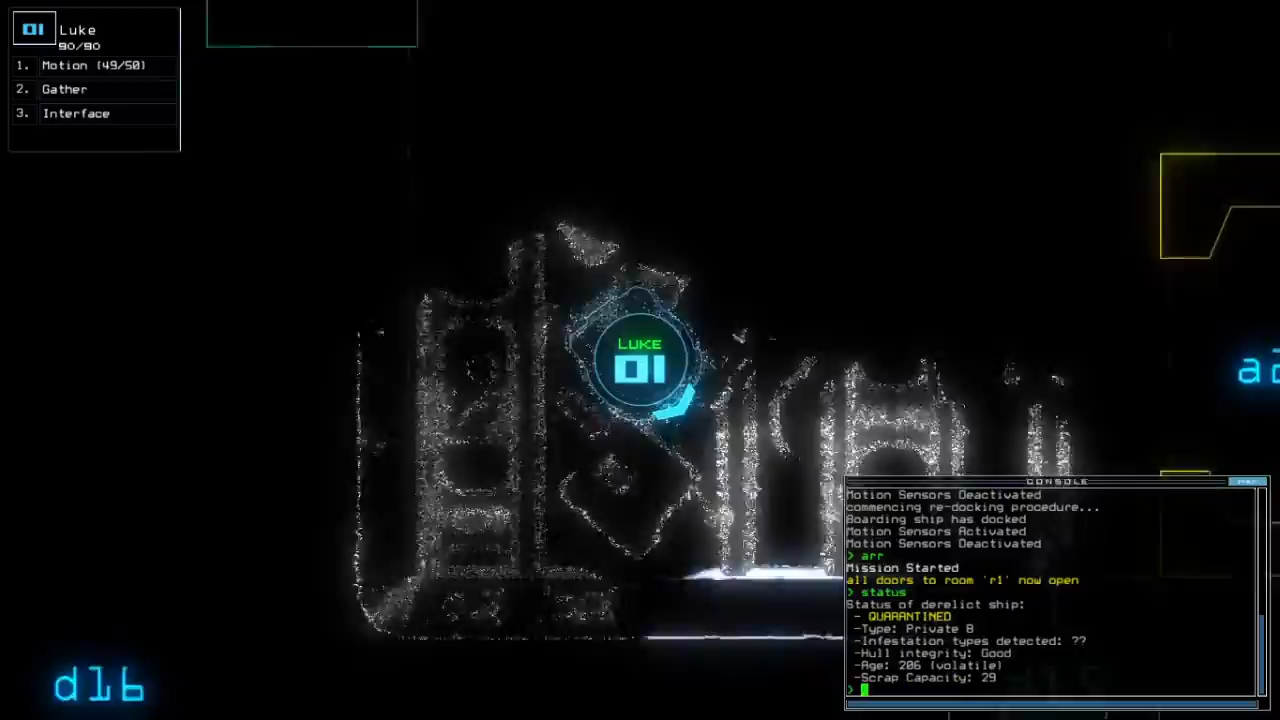 01 Luke
90/90
1. Motion (49/50)
2. Gather
3. Interface
LUKE
01
d16
CONSOLE
Motion Sensors Deactivated
commencing re-docking procedure...
Boarding ship has docked
Motion Sensors Activated
Motion Sensors Deactivated
> arr
Mission Started
all doors to room 'r1' now open
> status
Status of derelict ship:
- QUARANTINED
-Type: Private B
-Infestation types detected: ??
-Hull integrity: Good
-Age: 206 (volatile)
-Scrap Capacity: 29
>